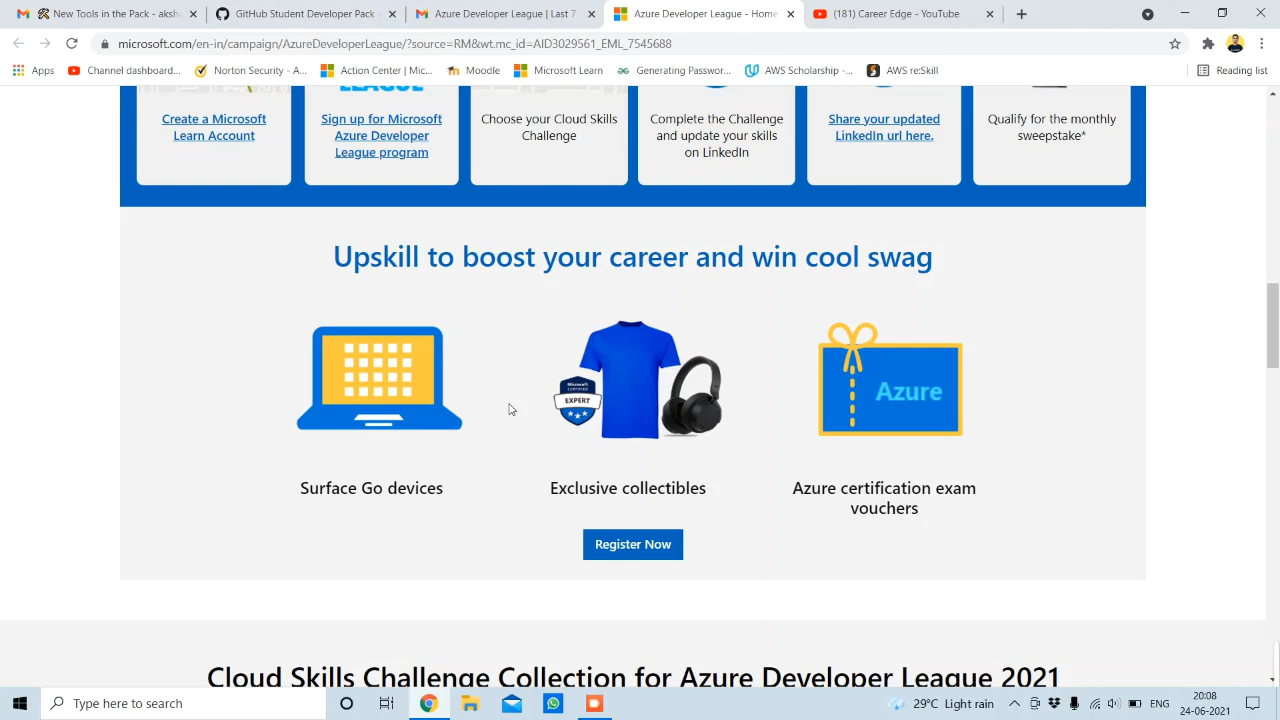 New Tools in the Pack - aksh
GitHub Student Developer Pack
Azure Developer League | Last 7
Azure Developer League - Home
(181) Career Edge - YouTube
microsoft.com/en-in/campaign/AzureDeveloperLeague/?source=RM&wt.mc_id=AID3029561_EML_7545688
Apps
Channel dashboard...
Norton Security - A...
Action Center | Mic...
Moodle
Microsoft Learn
Generating Passwor...
AWS Scholarship -...
AWS re:Skill
Reading list
LEAGUE
Create a Microsoft
Learn Account
Sign up for Microsoft
Azure Developer
League program
Choose your Cloud Skills
Challenge
Complete the Challenge
and update your skills
on LinkedIn
Share your updated
LinkedIn url here.
Qualify for the monthly
sweepstake*
Upskill to boost your career and win cool swag
Microsoft
CERTIFIED
EXPERT
Azure
Surface Go devices
Exclusive collectibles
Azure certification exam
vouchers
Register Now
Cloud Skills Challenge Collection for Azure Developer League 2021
Type here to search
29°C Light rain
ENG
20:08
24-06-2021